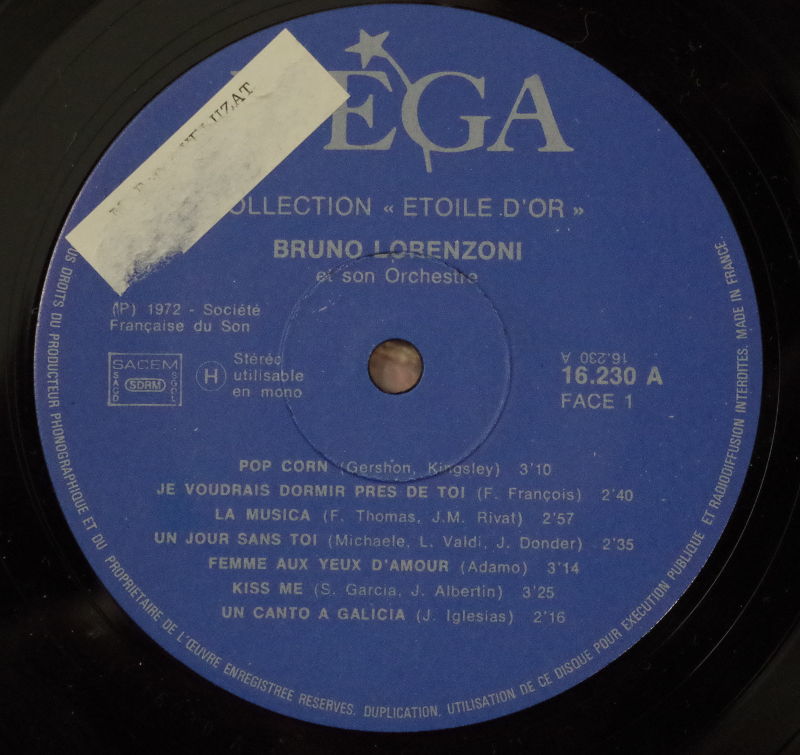 EGA
OLLECTION « ETOILE D'OR »
BRUNO LORENZONI
et son Orchestre
(P) 1972 - Société
Française du Son
SACEM
SACD
SDRM
SGDL
H
Stéréo
utilisable
en mono
16.230 A
16.230 A
FACE 1
POP CORN (Gershon, Kingsley) 3'10
JE VOUDRAIS DORMIR PRES DE TOI (F. François) 2'40
LA MUSICA (F. Thomas, J.M. Rivat) 2'57
UN JOUR SANS TOI (Michaele, L. Valdi, J. Donder) 2'35
FEMME AUX YEUX D'AMOUR (Adamo) 3'14
KISS ME (S. Garcia, J. Albertin) 3'25
UN CANTO A GALICIA (J. Iglesias) 2'16
US DROITS DU PRODUCTEUR PHONOGRAPHIQUE ET DU PROPRIETAIRE DE L'ŒUVRE ENREGISTREE RESERVES. DUPLICATION, UTILISATION DE CE DISQUE POUR EXECUTION PUBLIQUE ET RADIODIFFUSION INTERDITES. MADE IN FRANCE.